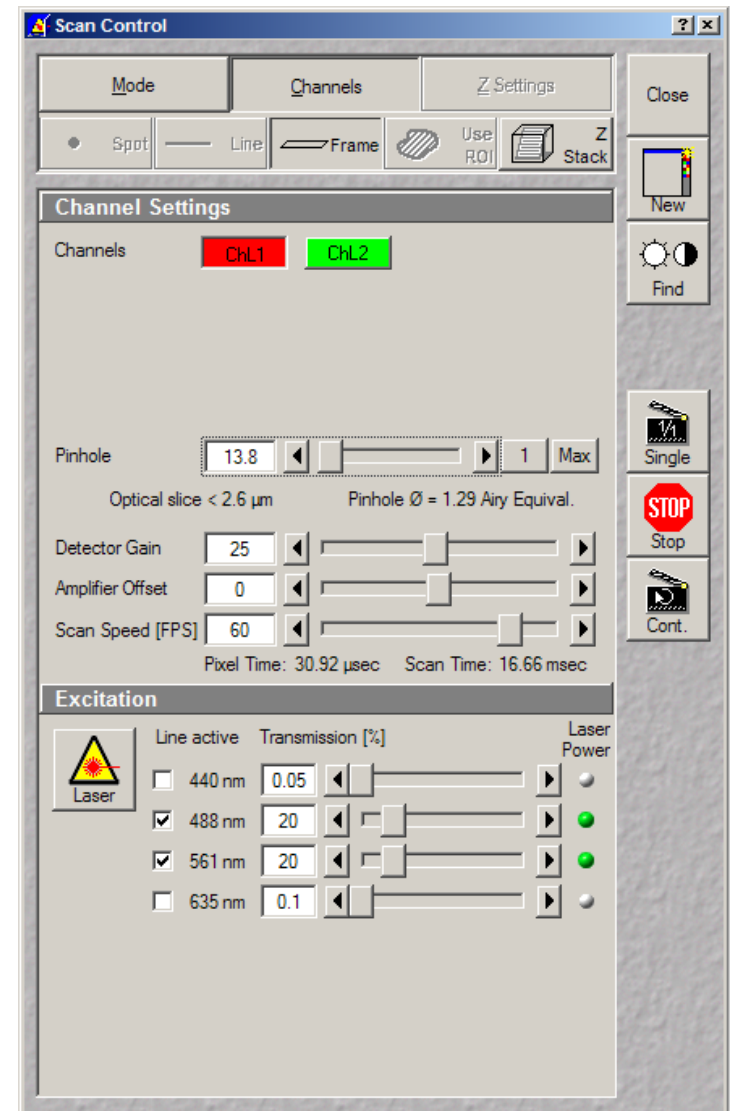 Scan Control
Mode Channels Z Settings Close
Spot Line Frame Use ROI Z Stack
New
Channel Settings
Channels ChL1 ChL2
Find
Pinhole 13.8 1 Max
1/1
Single
Optical slice < 2.6 µm Pinhole Ø = 1.29 Airy Equival.
STOP
Stop
Detector Gain 25
Amplifier Offset 0
Scan Speed [FPS] 60
Cont.
Pixel Time: 30.92 µsec Scan Time: 16.66 msec
Excitation
Laser
Line active Transmission [%] Laser Power
440 nm 0.05
488 nm 20
561 nm 20
635 nm 0.1